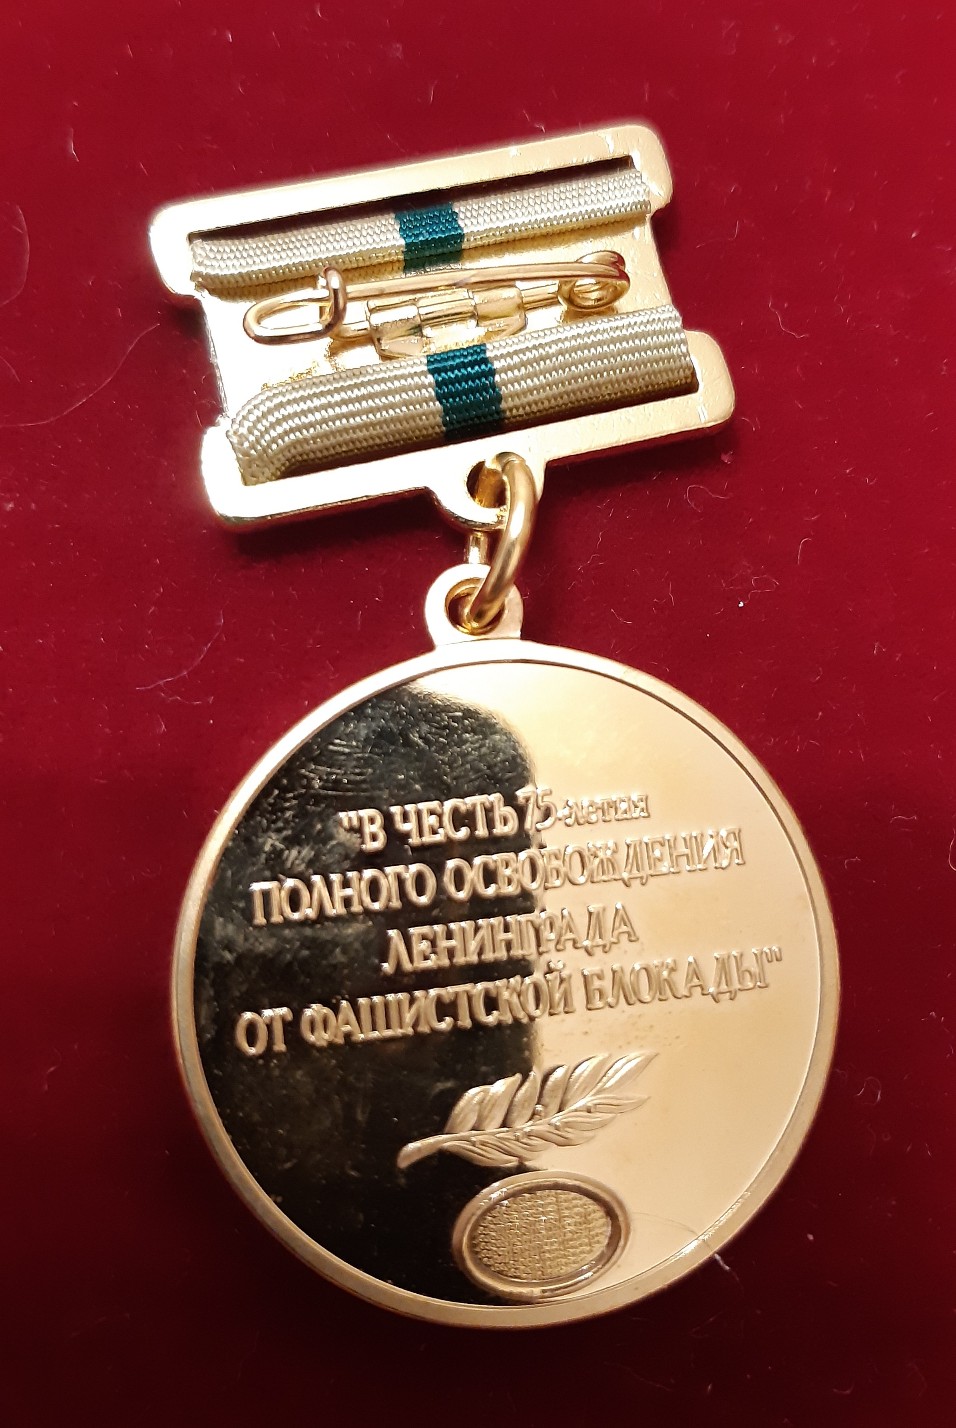 "В ЧЕСТЬ 75-летия
ПОЛНОГО ОСВОБОЖДЕНИЯ
ЛЕНИНГРАДА
ОТ ФАШИСТСКОЙ БЛОКАДЫ"